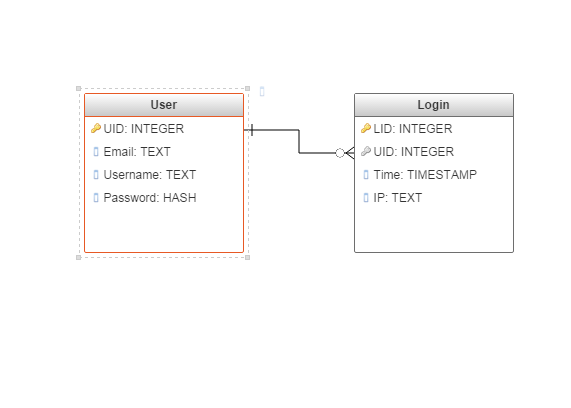 User
UID: INTEGER
Email: TEXT
Username: TEXT
Password: HASH
Login
LID: INTEGER
UID: INTEGER
Time: TIMESTAMP
IP: TEXT